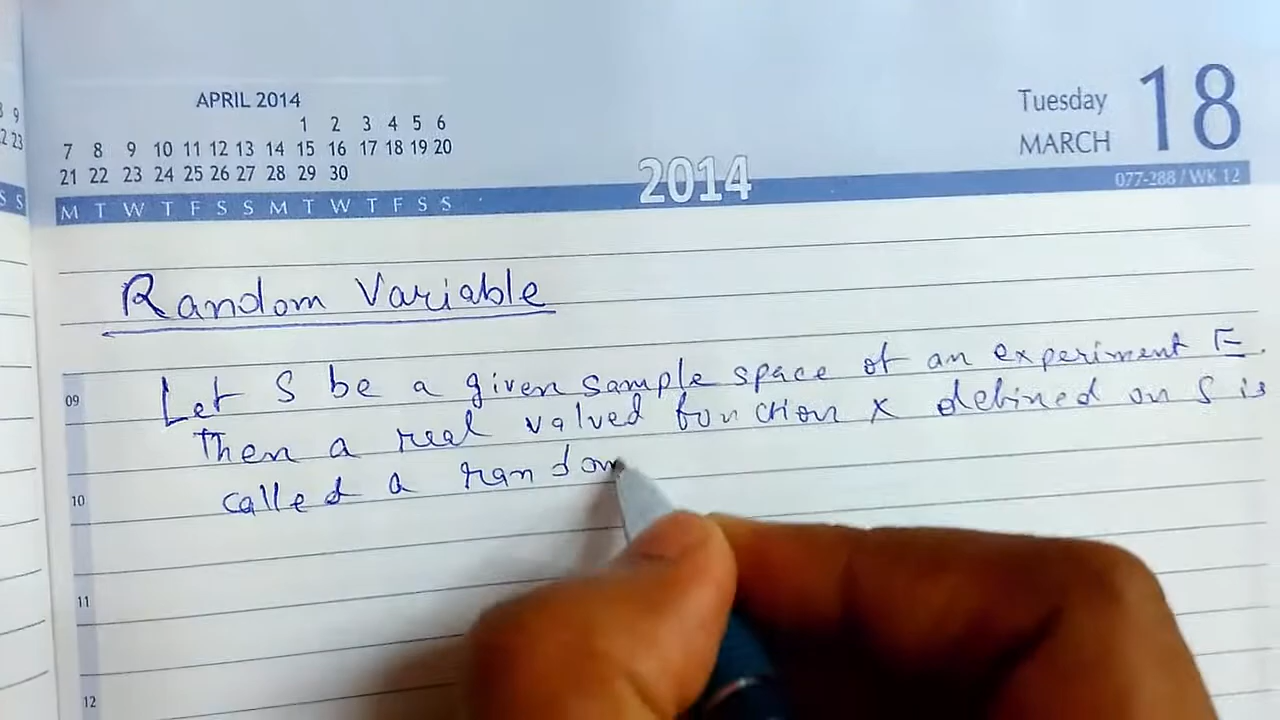 APRIL 2014
1 2 3 4 5 6
7 8 9 10 11 12 13 14 15 16 17 18 19 20
21 22 23 24 25 26 27 28 29 30
M T W T F S S M T W T F S S
2014
Tuesday
MARCH
18
077-288 / WK 12
9
23
S S
Random Variable
09
Let S be a given sample space of an experiment E.
Then a real valued function X defined on S is
10
called a random
11
12